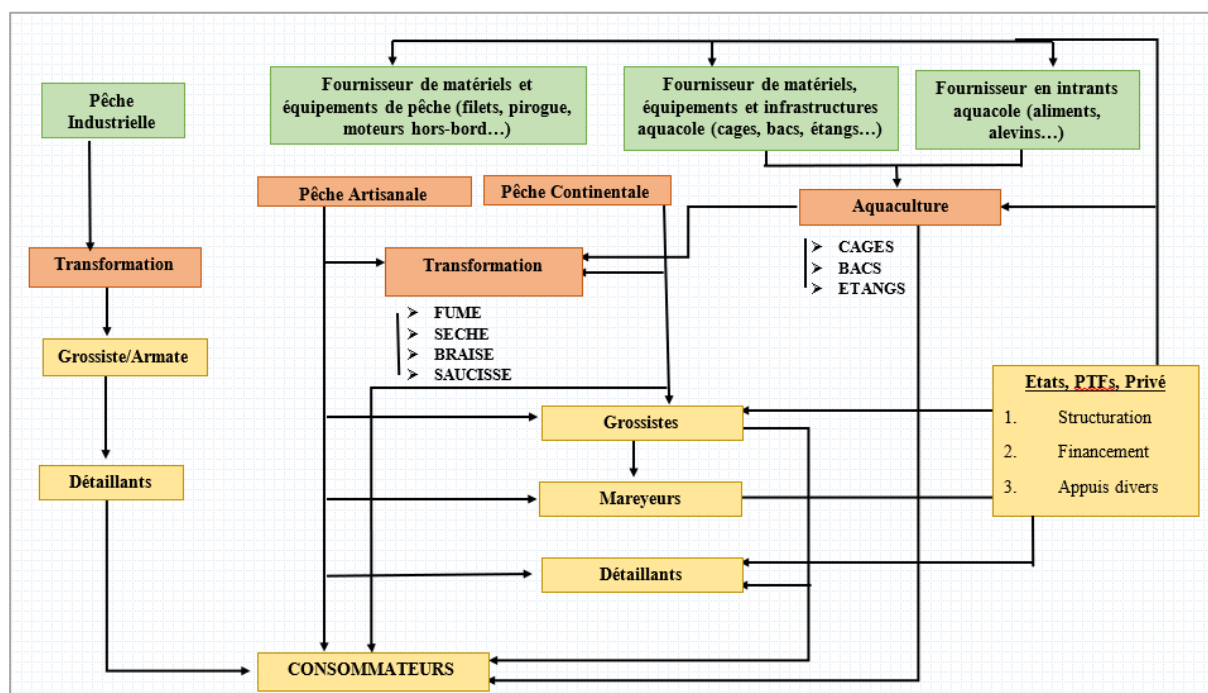 Pêche
Industrielle
Fournisseur de matériels et
équipements de pêche (filets, pirogue,
moteurs hors-bord…)
Fournisseur de matériels,
équipements et infrastructures
aquacole (cages, bacs, étangs…)
Fournisseur en intrants
aquacole (aliments,
alevins…)
Pêche Artisanale
Pêche Continentale
Aquaculture
CAGES
BACS
ETANGS
Transformation
Transformation
FUME
SECHE
BRAISE
SAUCISSE
Grossiste/Armate
Etats, PTFs, Privé
1. Structuration
2. Financement
3. Appuis divers
Grossistes
Détaillants
Mareyeurs
Détaillants
CONSOMMATEURS